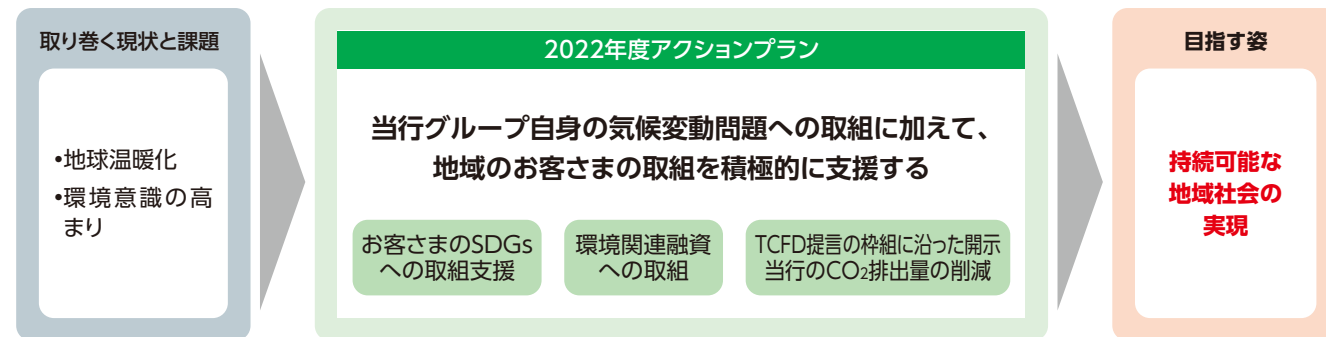 取り巻く現状と課題
•地球温暖化
•環境意識の高
まり
2022年度アクションプラン
当行グループ自身の気候変動問題への取組に加えて、
地域のお客さまの取組を積極的に支援する
お客さまのSDGs
への取組支援
環境関連融資
への取組
TCFD提言の枠組に沿った開示
当行のCO₂排出量の削減
目指す姿
持続可能な
地域社会の
実現